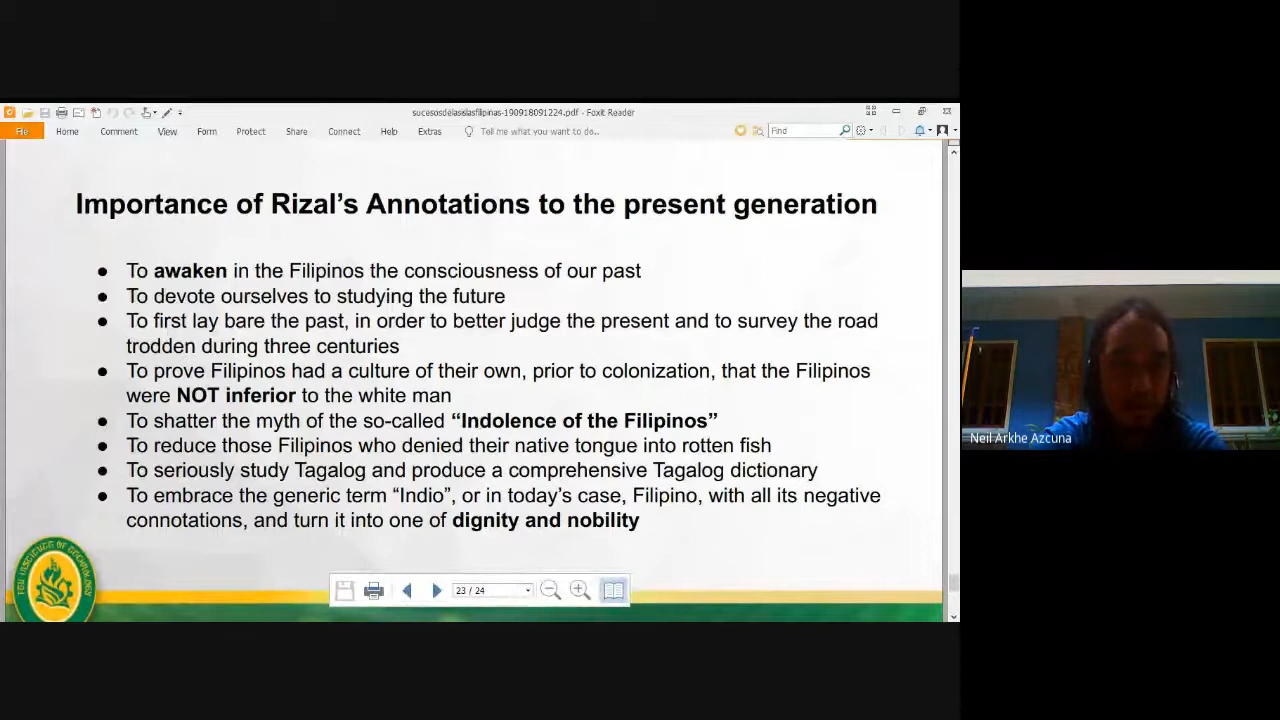 sucesosdelasislasfilipinas-190918091224.pdf - Foxit Reader
File Home Comment View Form Protect Share Connect Help Extras Tell me what you want to do.. Find
Importance of Rizal's Annotations to the present generation
● To awaken in the Filipinos the consciousness of our past
● To devote ourselves to studying the future
● To first lay bare the past, in order to better judge the present and to survey the road
trodden during three centuries
● To prove Filipinos had a culture of their own, prior to colonization, that the Filipinos
were NOT inferior to the white man
● To shatter the myth of the so-called “Indolence of the Filipinos”
● To reduce those Filipinos who denied their native tongue into rotten fish
● To seriously study Tagalog and produce a comprehensive Tagalog dictionary
● To embrace the generic term “Indio”, or in today’s case, Filipino, with all its negative
connotations, and turn it into one of dignity and nobility
FEU INSTITUTE OF TECHNOLOGY
23 / 24
Neil Arkhe Azcuna